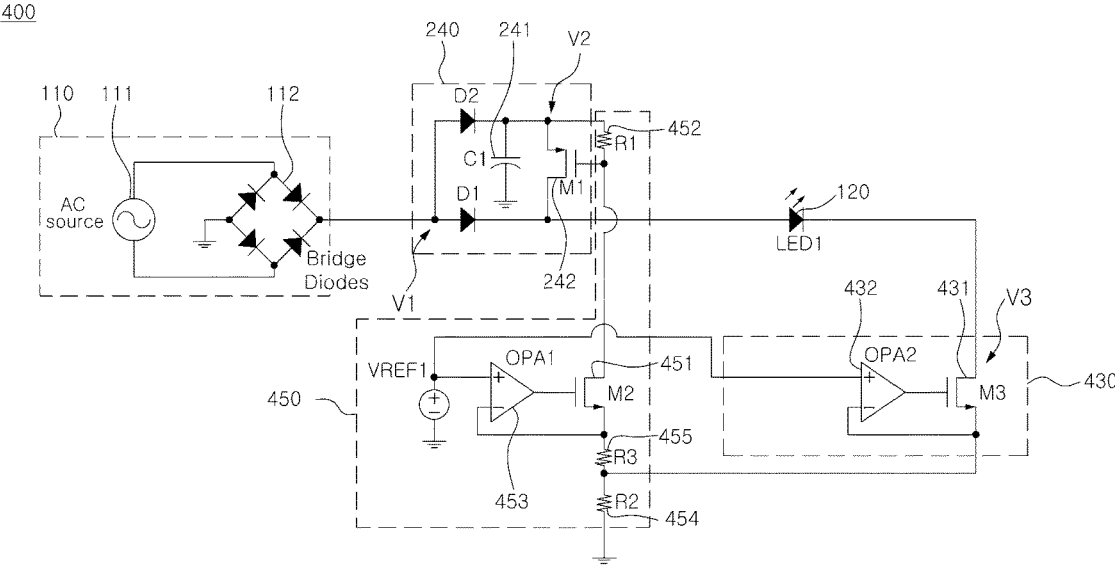 400
240
241
V2
110
111
112
D2
452
R1
C1
M1
D1
AC
source
120
Bridge
Diodes
LED1
242
V1
432
431
V3
OPA1
451
OPA2
VREF1
+
+
+
M2
M3
430
450
−
−
−
455
R3
453
R2
454